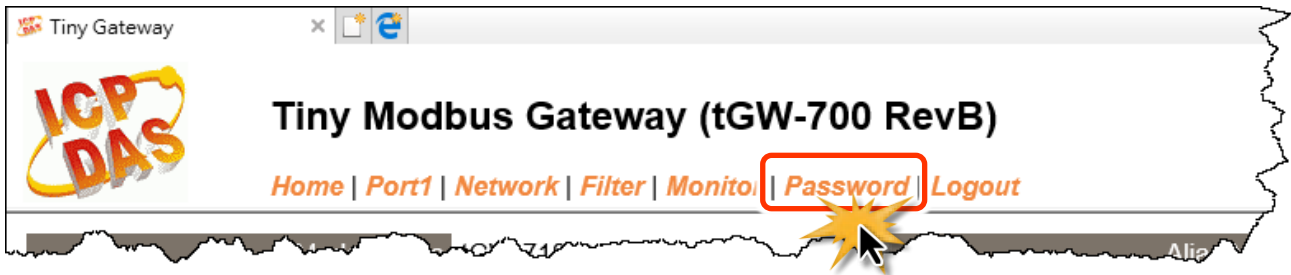 Tiny Gateway
ICP
DAS
Tiny Modbus Gateway (tGW-700 RevB)
Home | Port1 | Network | Filter | Monitor | Password | Logout